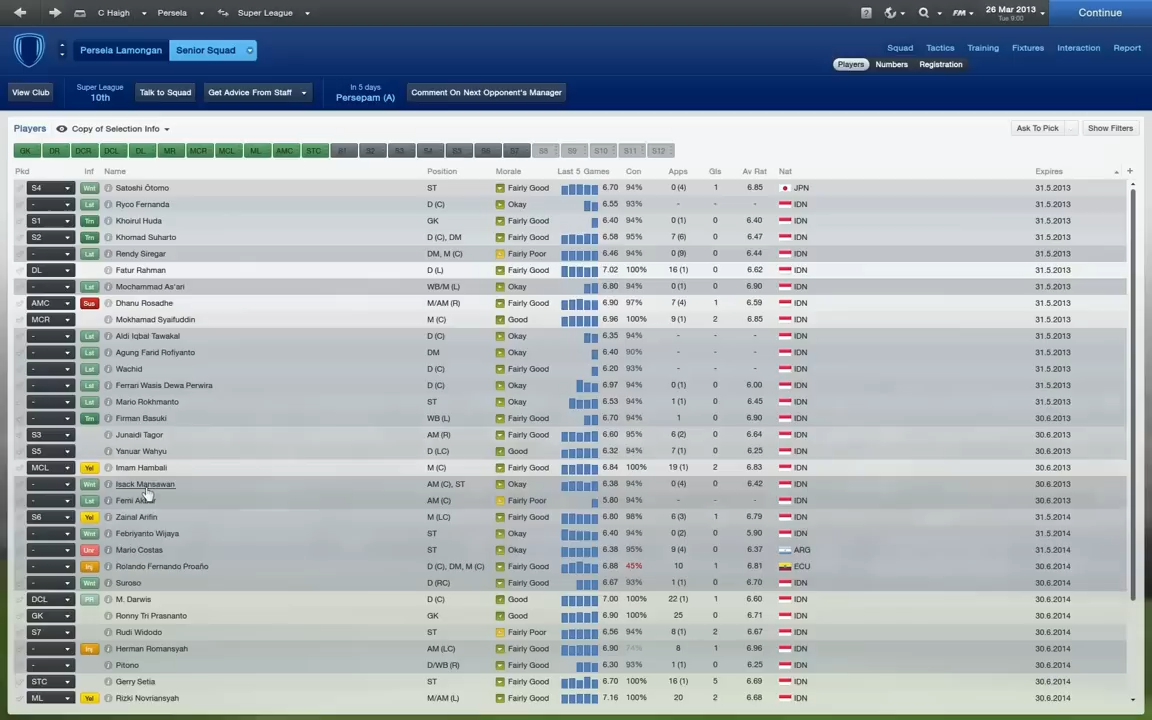 C Haigh Persela Super League FM 26 Mar 2013 Tue 9:00 Continue
Persela Lamongan Senior Squad Squad Tactics Training Fixtures Interaction Report
Players Numbers Registration
View Club Super League 10th Talk to Squad Get Advice From Staff In 5 days Persepam (A) Comment On Next Opponent's Manager
Players Copy of Selection Info Ask To Pick ... Show Filters
GK DR DCR DCL DL MR MCR MCL ML AMC STC S1 S2 S3 S4 S5 S6 S7 S8 S9 S10 S11 S12
Pkd Inf Name Position Morale Last 5 Games Con Apps Gls Av Rat Nat Expires
S4 Wnt Satoshi Ōtomo ST Fairly Good 6.70 94% 0 (4) 1 6.85 JPN 31.5.2013
- Lst Ryco Fernanda D (C) Okay 6.55 93% - - - IDN 31.5.2013
S1 Trn Khoirul Huda GK Fairly Good 6.40 94% 0 (1) 0 6.40 IDN 31.5.2013
S2 Trn Khomad Suharto D (C), DM Fairly Good 6.58 95% 7 (6) 0 6.47 IDN 31.5.2013
- Lst Rendy Siregar DM, M (C) Fairly Poor 6.46 94% 0 (9) 0 6.44 IDN 31.5.2013
DL Fatur Rahman D (L) Fairly Good 7.02 100% 16 (1) 0 6.62 IDN 31.5.2013
- Lst Mochammad As'ari WB/M (L) Okay 6.80 94% 0 (1) 0 6.90 IDN 31.5.2013
AMC Sus Dhanu Rosadhe M/AM (R) Fairly Good 6.90 97% 7 (4) 1 6.59 IDN 31.5.2013
MCR Mokhamad Syaifuddin M (C) Good 6.96 100% 9 (1) 2 6.85 IDN 31.5.2013
- Lst Aldi Iqbal Tawakal D (C) Okay 6.35 94% - - - IDN 31.5.2013
- Lst Agung Farid Rofiyanto DM Okay 6.40 90% - - - IDN 31.5.2013
- Lst Wachid D (C) Fairly Good 6.20 93% - - - IDN 31.5.2013
- Lst Ferrari Wasis Dewa Perwira D (C) Okay 6.97 94% 0 (1) 0 6.00 IDN 31.5.2013
- Lst Mario Rokhmanto ST Okay 6.53 94% 1 (1) 0 6.45 IDN 31.5.2013
- Trn Firman Basuki WB (L) Fairly Good 6.70 94% 1 0 6.90 IDN 30.6.2013
S3 Junaidi Tagor AM (R) Fairly Good 6.60 95% 6 (2) 0 6.64 IDN 30.6.2013
S5 Yanuar Wahyu D (LC) Good 6.32 94% 7 (1) 0 6.25 IDN 30.6.2013
MCL Yel Imam Hambali M (C) Fairly Good 6.84 100% 19 (1) 2 6.83 IDN 30.6.2013
- Wnt Isack Mansawan AM (C), ST Okay 6.38 94% 0 (4) 0 6.42 IDN 30.6.2013
- Lst Femi AM (C) Fairly Poor 5.80 94% - - - IDN 30.6.2013
S6 Yel Zainal Arifin M (LC) Fairly Good 6.80 98% 6 (3) 1 6.79 IDN 31.5.2014
- Wnt Febriyanto Wijaya ST Okay 6.40 94% 0 (2) 0 5.90 IDN 31.5.2014
- Unr Mario Costas ST Okay 6.38 95% 9 (4) 0 6.37 ARG 31.5.2014
- Inj Rolando Fernando Proaño D (C), DM, M (C) Fairly Good 6.88 45% 10 1 6.81 ECU 30.6.2014
- Wnt Suroso D (RC) Fairly Good 6.67 93% 1 (1) 0 6.70 IDN 30.6.2014
DCL PR M. Darwis D (C) Good 7.00 100% 22 (1) 1 6.60 IDN 30.6.2014
GK Ronny Tri Prasnanto GK Good 6.90 100% 25 0 6.71 IDN 30.6.2014
S7 Rudi Widodo ST Fairly Poor 6.56 94% 8 (1) 2 6.67 IDN 30.6.2014
- Inj Herman Romansyah AM (LC) Fairly Good 6.90 74% 8 1 6.96 IDN 30.6.2014
- Pitono D/WB (R) Fairly Good 6.30 93% 1 (1) 0 6.25 IDN 30.6.2014
STC Gerry Setia ST Fairly Good 6.70 100% 16 (1) 5 6.69 IDN 30.6.2014
ML Yel Rizki Novriansyah M/AM (L) Fairly Good 7.16 100% 20 2 6.68 IDN 30.6.2014